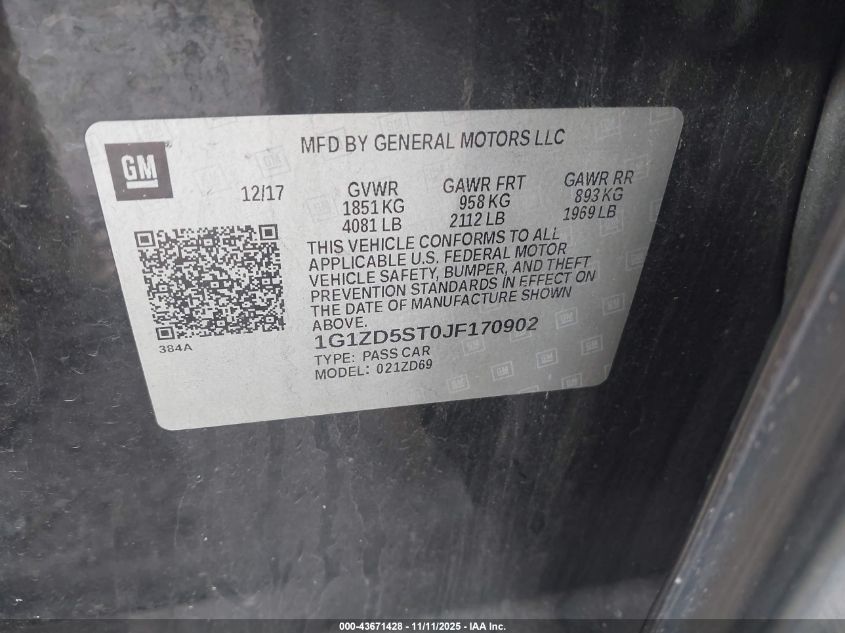 GM
MFD BY GENERAL MOTORS LLC
12/17
GVWR
1851 KG
4081 LB
GAWR FRT
958 KG
2112 LB
GAWR RR
893 KG
1969 LB
THIS VEHICLE CONFORMS TO ALL
APPLICABLE U.S. FEDERAL MOTOR
VEHICLE SAFETY, BUMPER, AND THEFT
PREVENTION STANDARDS IN EFFECT ON
THE DATE OF MANUFACTURE SHOWN
ABOVE.
384A
1G1ZD5ST0JF170902
TYPE: PASS CAR
MODEL: 021ZD69
000-43671428 - 11/11/2025 - IAA Inc.